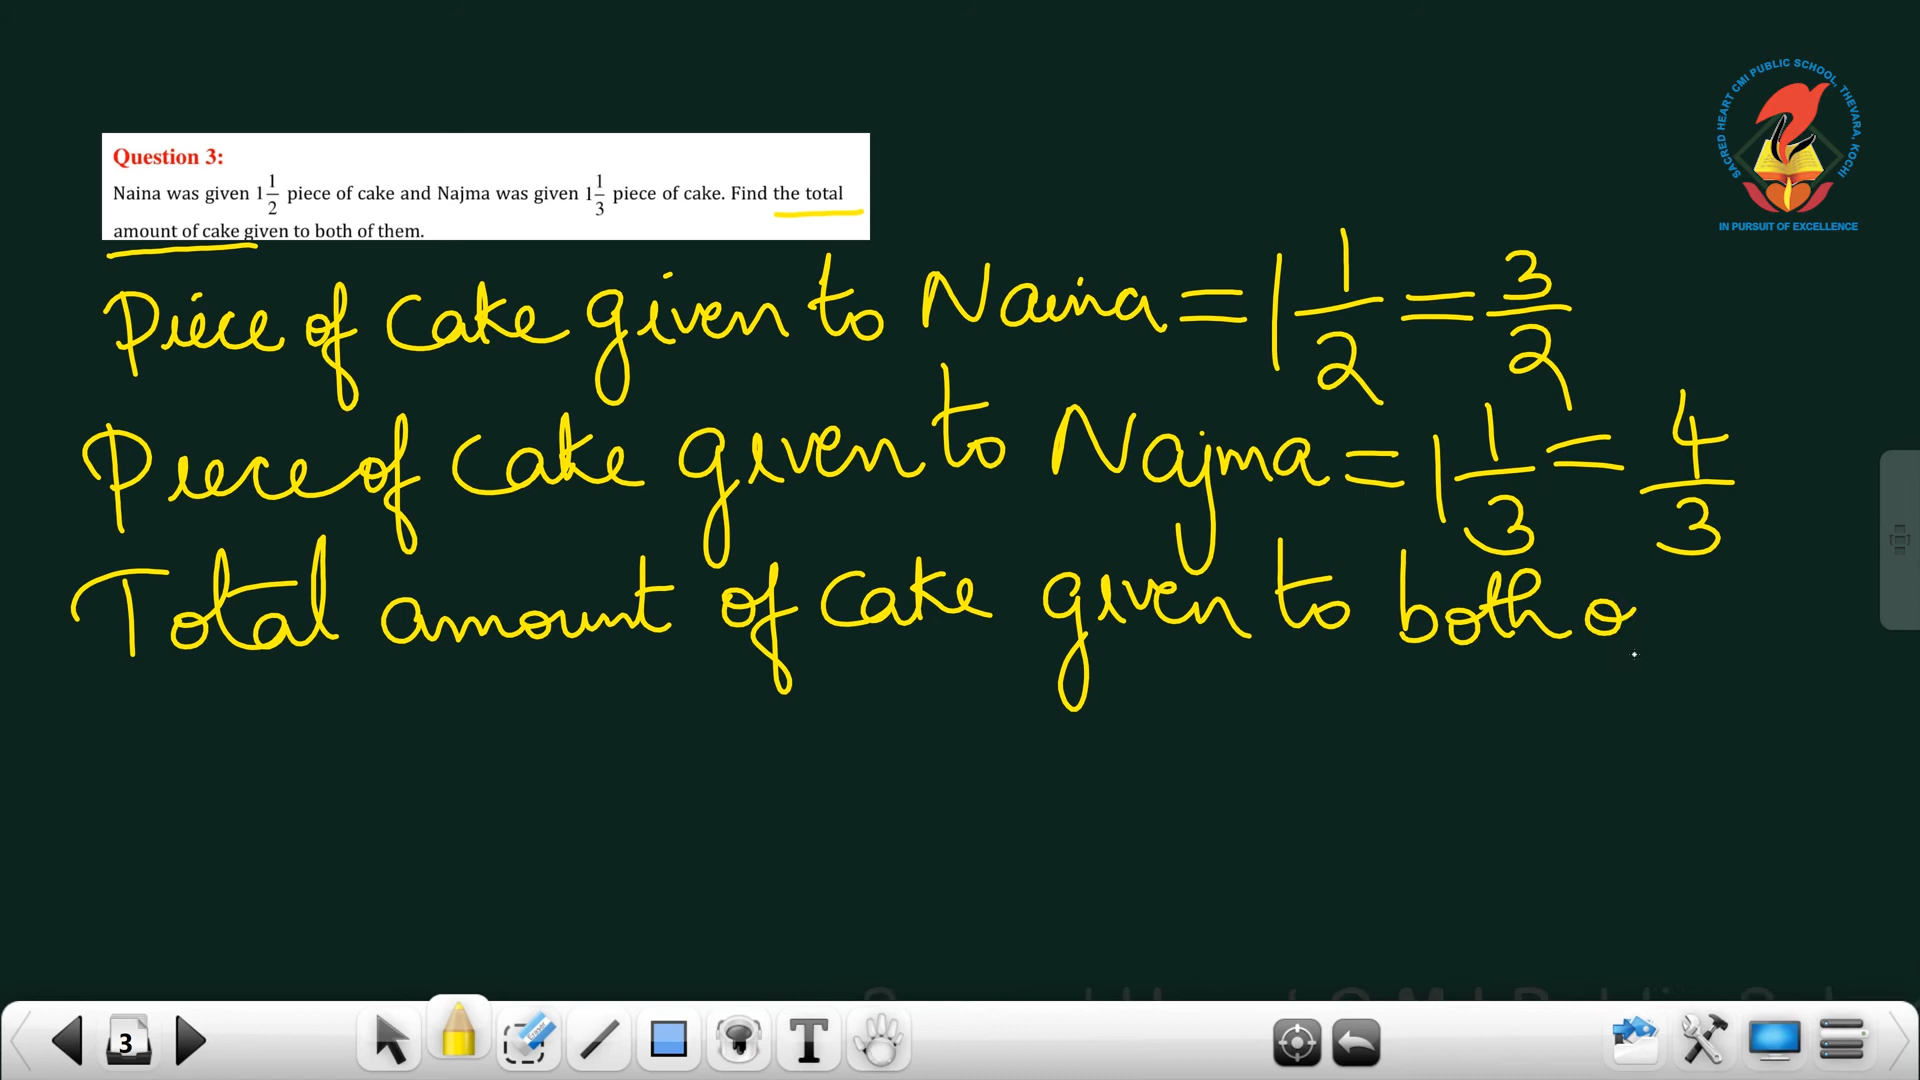 SACRED HEART CMI PUBLIC SCHOOL, THEVARA, KOCHI
IN PURSUIT OF EXCELLENCE
Question 3:
Naina was given 1 1/2 piece of cake and Najma was given 1 1/3 piece of cake. Find the total
amount of cake given to both of them.
Piece of cake given to Naina = 1 1/2 = 3/2
Piece of cake given to Najma = 1 1/3 = 4/3
Total amount of cake given to both o
3
Eraser
T